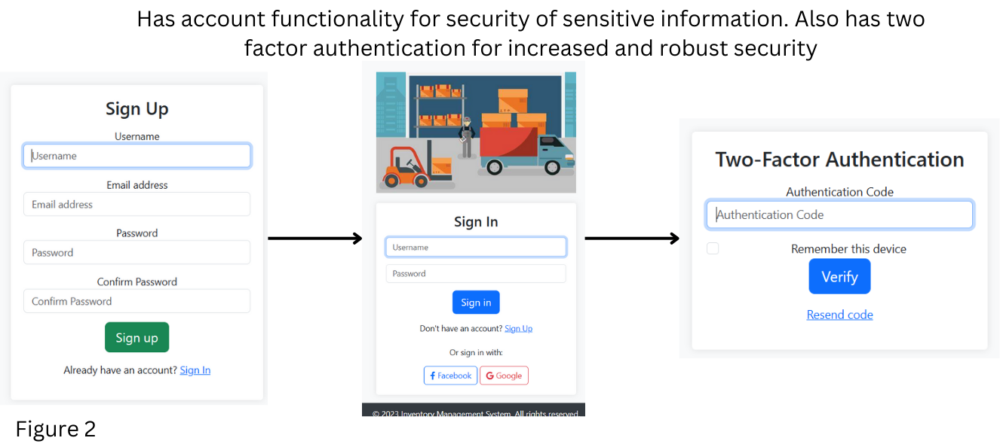 Has account functionality for security of sensitive information. Also has two
factor authentication for increased and robust security
Sign Up
Username
Username
Email address
Email address
Password
Password
Confirm Password
Confirm Password
Sign up
Already have an account? Sign In
Sign In
Username
Password
Sign in
Don't have an account? Sign Up
Or sign in with:
Facebook
Google
© 2023 Inventory Management System. All rights reserved
Two-Factor Authentication
Authentication Code
Authentication Code
Remember this device
Verify
Resend code
Figure 2